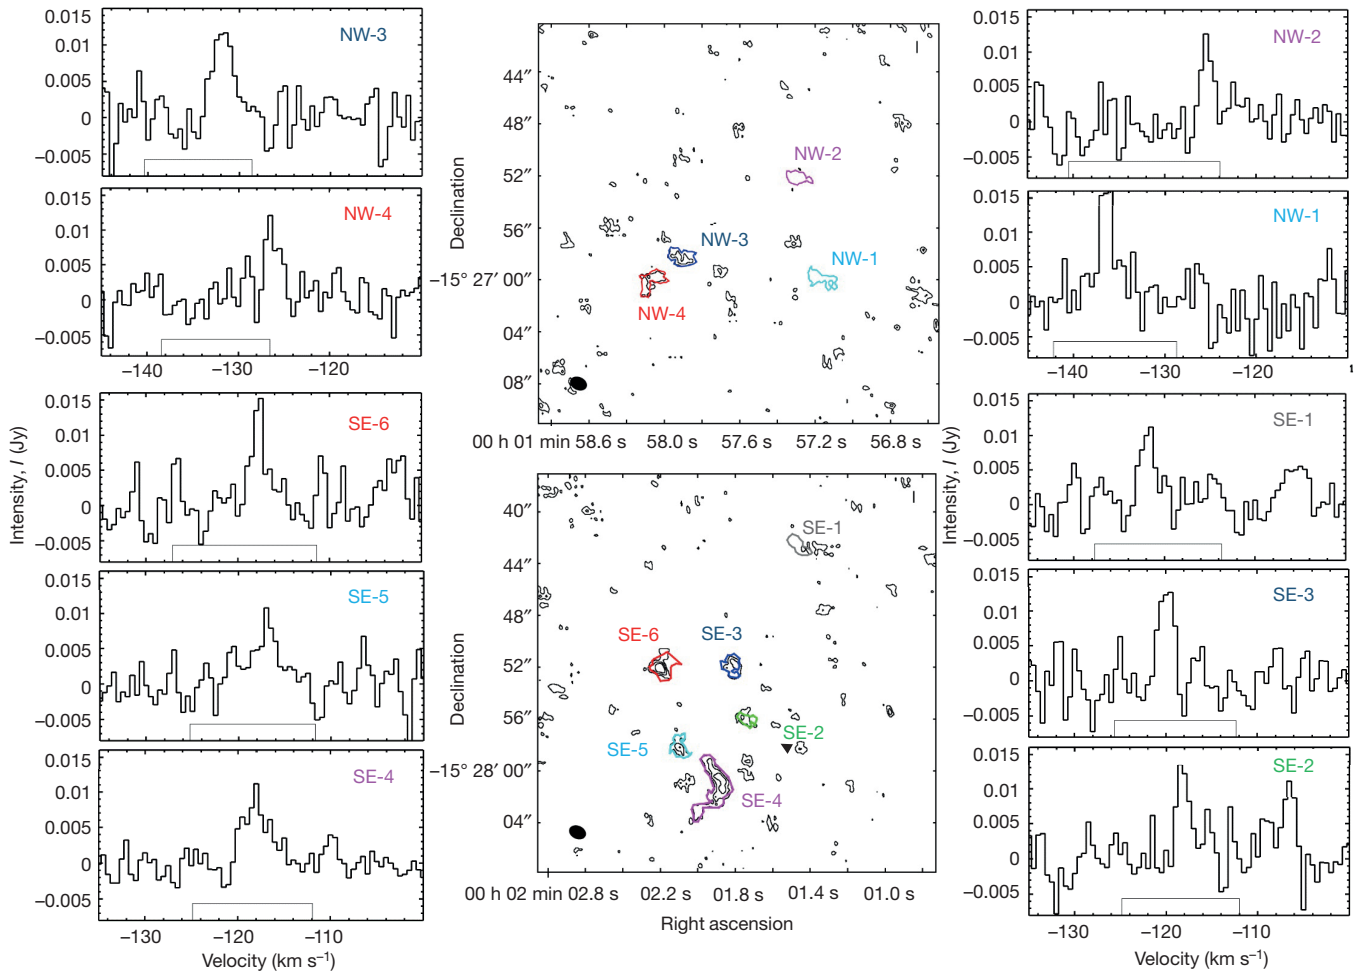 NW-3
0.015
0.01
0.005
0
−0.005
NW-4
0.015
0.01
0.005
0
−0.005
−140
−130
−120
SE-6
0.015
0.01
0.005
0
−0.005
SE-5
0.015
0.01
0.005
0
−0.005
SE-4
0.015
0.01
0.005
0
−0.005
−130
−120
−110
Velocity (km s−1)
Intensity, I (Jy)
44″
48″
52″
56″
−15° 27′ 00″
04″
08″
Declination
NW-2
NW-3
NW-1
NW-4
00 h 01 min 58.6 s
58.0 s
57.6 s
57.2 s
56.8 s
40″
44″
48″
52″
56″
−15° 28′ 00″
04″
Declination
SE-1
SE-6
SE-3
SE-2
SE-5
SE-4
00 h 02 min 02.8 s
02.2 s
01.8 s
01.4 s
01.0 s
Right ascension
NW-2
0.015
0.01
0.005
0
−0.005
−140
−130
−120
NW-1
0.015
0.01
0.005
0
−0.005
−140
−130
−120
Intensity, I (Jy)
SE-1
0.015
0.01
0.005
0
−0.005
SE-3
0.015
0.01
0.005
0
−0.005
SE-2
0.015
0.01
0.005
0
−0.005
−130
−120
−110
Velocity (km s−1)